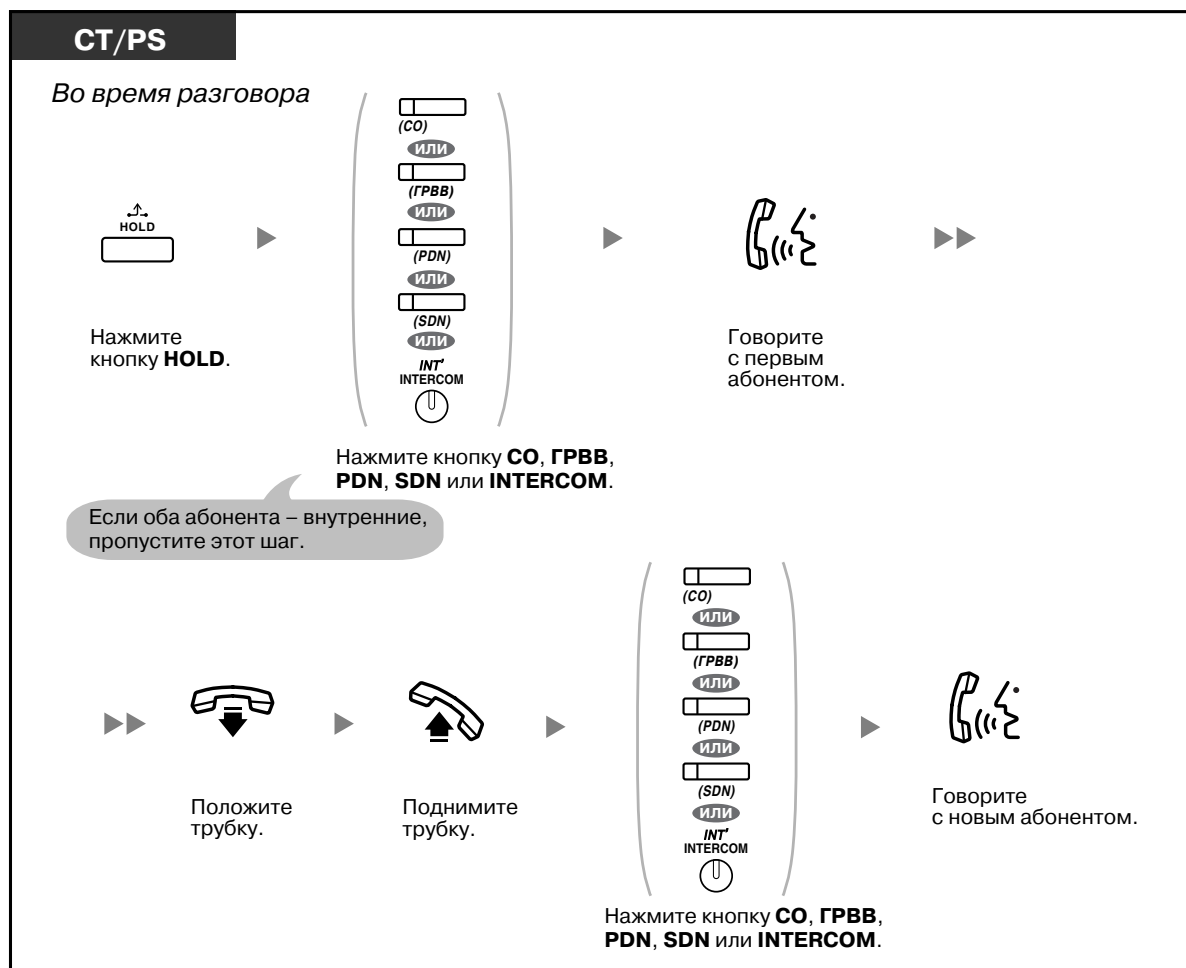 СТ/PS
Во время разговора
(CO)
или
(ГРВВ)
или
(PDN)
или
(SDN)
или
INT'
INTERCOM
HOLD
Нажмите
кнопку HOLD.
Говорите
с первым
абонентом.
Нажмите кнопку CO, ГРВВ,
PDN, SDN или INTERCOM.
Если оба абонента – внутренние,
пропустите этот шаг.
(CO)
или
(ГРВВ)
или
(PDN)
или
(SDN)
или
INT'
INTERCOM
Положите
трубку.
Поднимите
трубку.
Говорите
с новым абонентом.
Нажмите кнопку CO, ГРВВ,
PDN, SDN или INTERCOM.